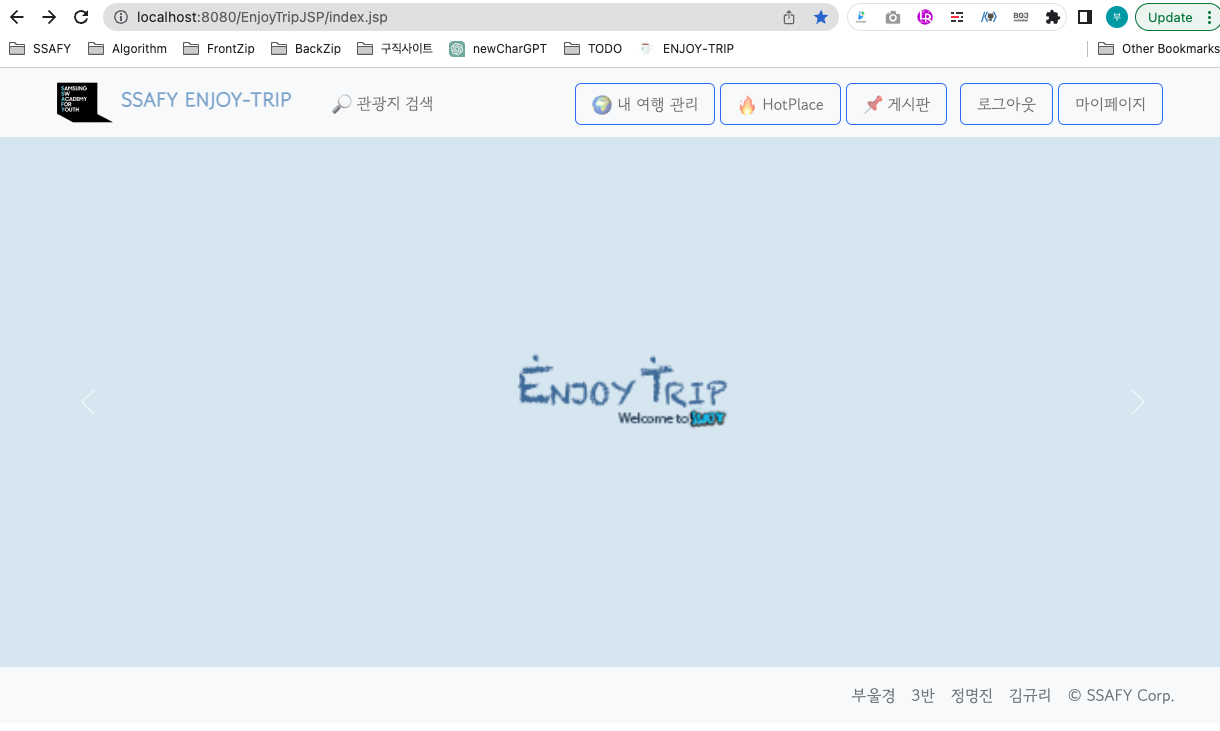 localhost:8080/EnjoyTripJSP/index.jsp
LR
BOJ
부
Update
SSAFY Algorithm FrontZip BackZip 구직사이트 newCharGPT TODO ENJOY-TRIP Other Bookmarks
SAMSUNG
SW
ACADEMY
FOR
YOUTH
SSAFY ENJOY-TRIP
관광지 검색
내 여행 관리
HotPlace
게시판
로그아웃
마이페이지
ENJOY TRIP
Welcome to SSAFY
부울경 3반 정명진 김규리 © SSAFY Corp.